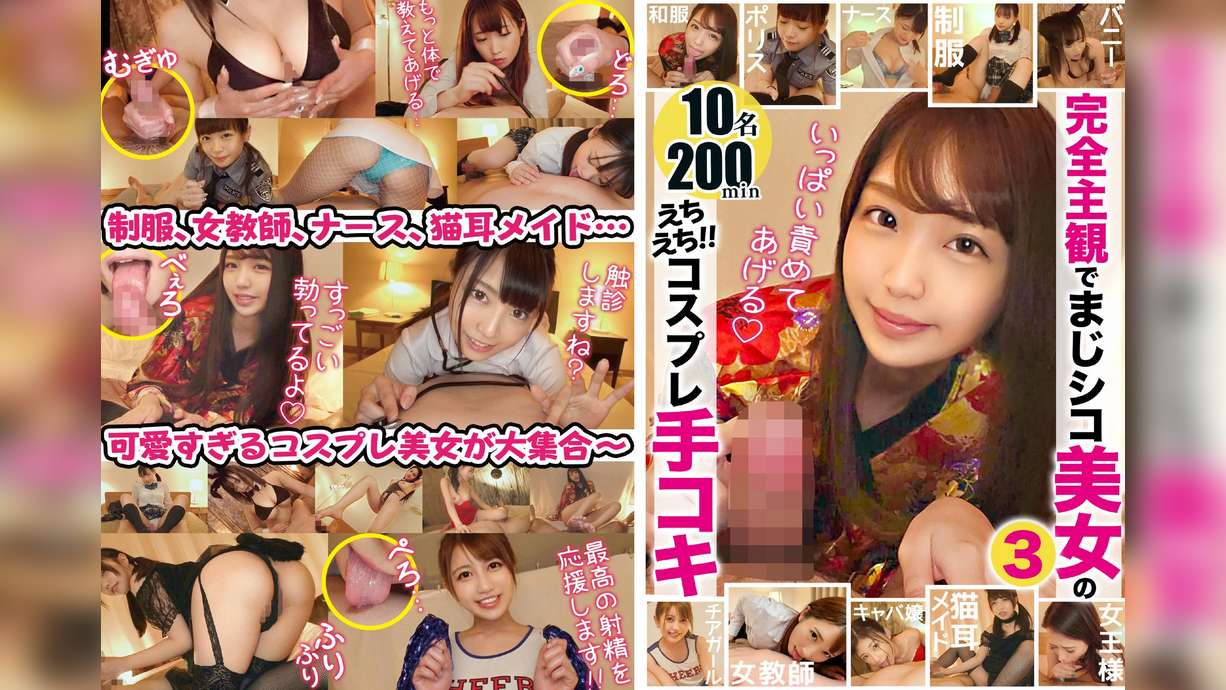 もっと体で
教えてあげる…
むぎゅ
どろ…
制服、女教師、ナース、猫耳メイド…
べぇろ
すっごい
勃ってるよ♡
触診
しますね?
可愛すぎるコスプレ美女が大集合〜
ふり
ふり
ぺろ…
最高の射精を
応援します!!
CHEER
和服
ポリス
ナース
制服
バニー
10名
200min
えち
えち!!
コスプレ手コキ
いっぱい責めて
あげる♡
完全主観でまじシコ美女の
3
チアガール
CHEER
女教師
キャバ嬢
猫耳
メイド
女王様